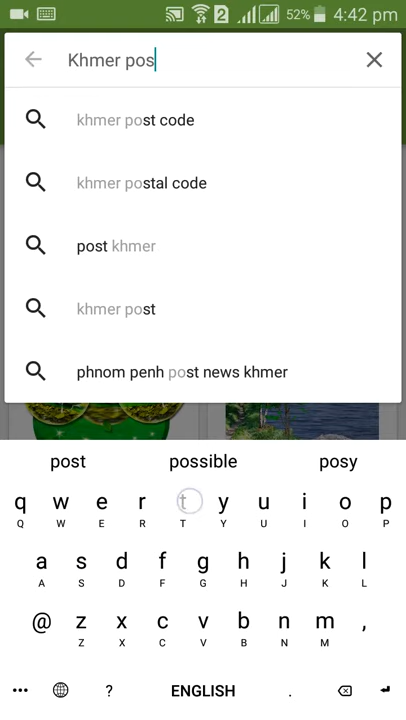 2 52% 4:42 pm
Khmer pos
khmer post code
khmer postal code
post khmer
khmer post
phnom penh post news khmer
post possible posy
q w e r t y u i o p
Q W E R T Y U I O P
a s d f g h j k l
A S D F G H J K L
@ z x c v b n m ,
Z X C V B N M
... ? ENGLISH .